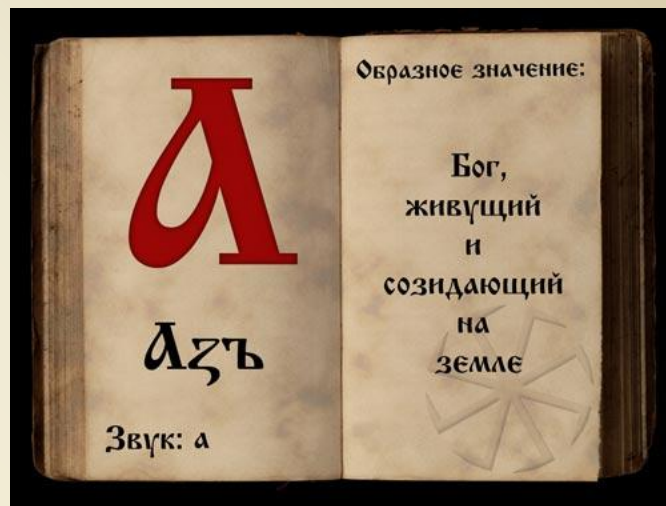 А
Азъ
Звук: а
Образное значение:
Бог,
живущий
и
созидающий
на
земле